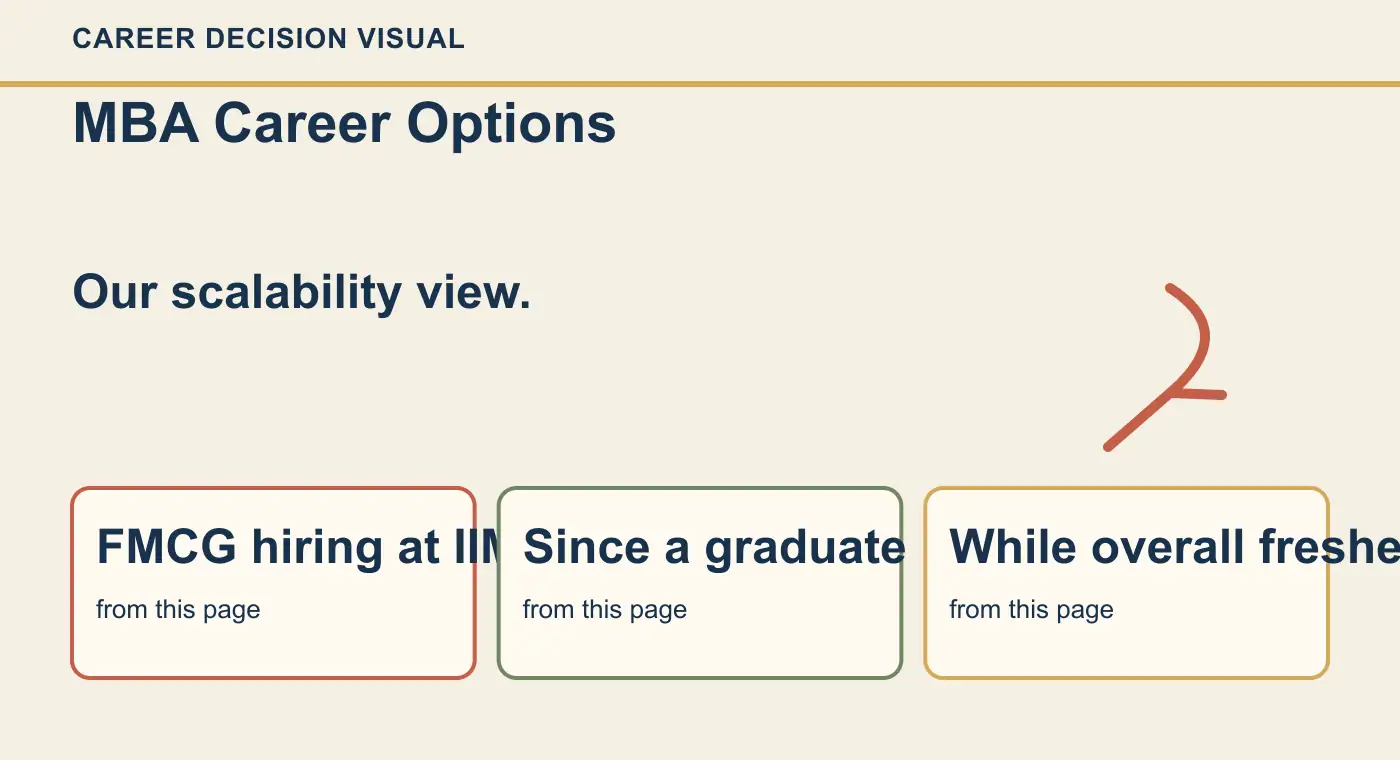 CAREER DECISION VISUAL
MBA Career Options
Our scalability view.
FMCG hiring at
from this page
Since a graduate
from this page
While overall freshe
from this page